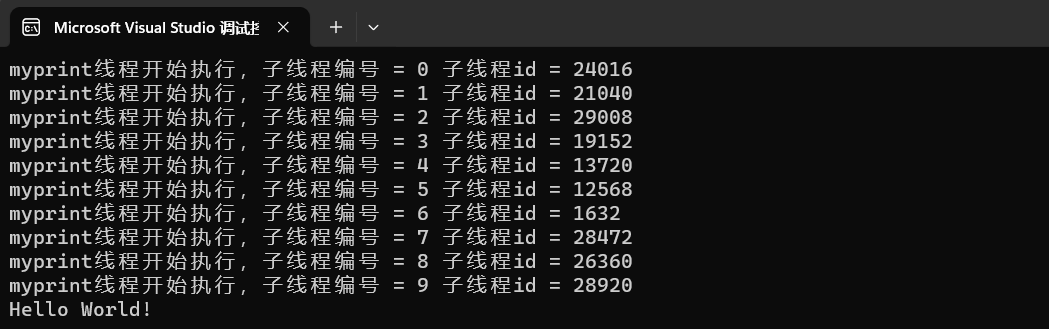 Microsoft Visual Studio 调试
myprint线程开始执行, 子线程编号 = 0 子线程id = 24016
myprint线程开始执行, 子线程编号 = 1 子线程id = 21040
myprint线程开始执行, 子线程编号 = 2 子线程id = 29008
myprint线程开始执行, 子线程编号 = 3 子线程id = 19152
myprint线程开始执行, 子线程编号 = 4 子线程id = 13720
myprint线程开始执行, 子线程编号 = 5 子线程id = 12568
myprint线程开始执行, 子线程编号 = 6 子线程id = 1632
myprint线程开始执行, 子线程编号 = 7 子线程id = 28472
myprint线程开始执行, 子线程编号 = 8 子线程id = 26360
myprint线程开始执行, 子线程编号 = 9 子线程id = 28920
Hello World!